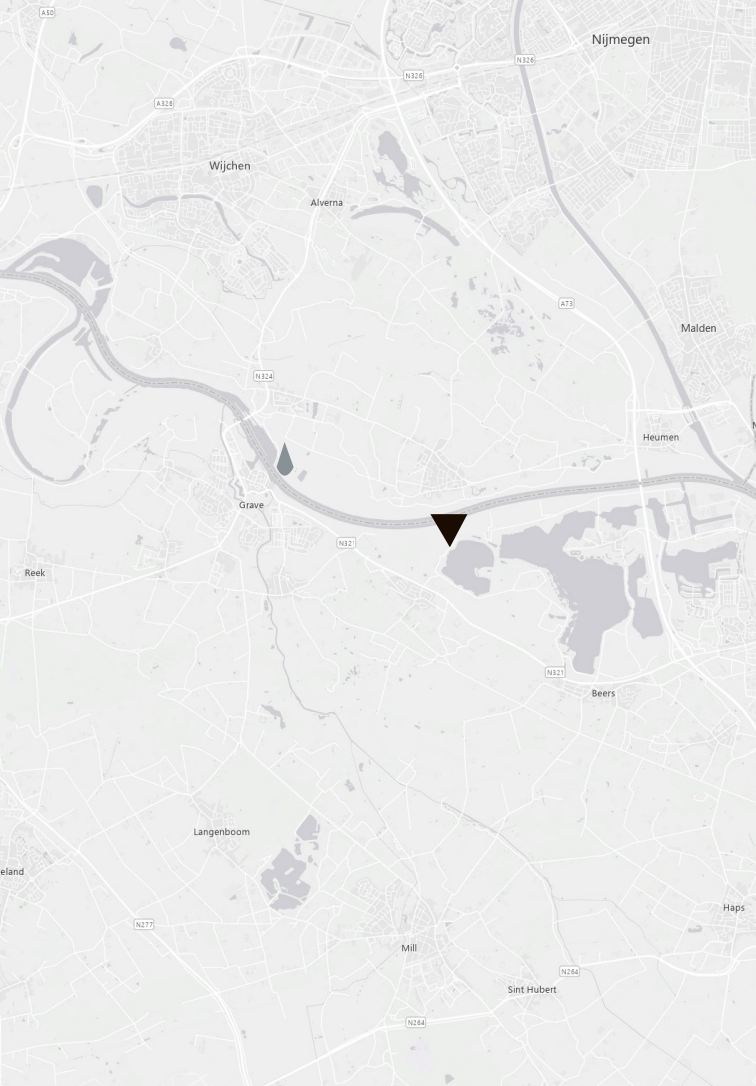 A50
Nijmegen
N326
N326
A326
Wijchen
Alverna
A73
Malden
N324
Heumen
Grave
N321
Reek
N321
Beers
Langenboom
eland
Haps
N277
Mill
N264
Sint Hubert
N264